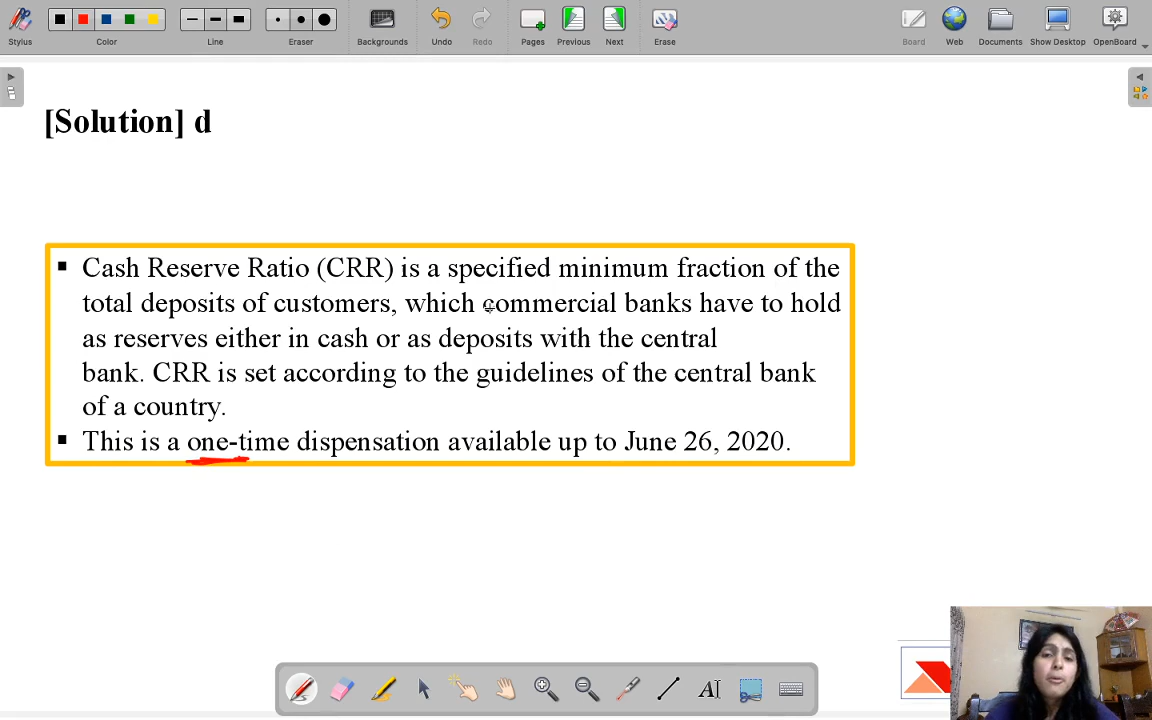 Stylus Color Line Eraser Backgrounds Undo Redo Pages Previous Next Erase Board Web Documents Show Desktop OpenBoard
[Solution] d
▪ Cash Reserve Ratio (CRR) is a specified minimum fraction of the
total deposits of customers, which commercial banks have to hold
as reserves either in cash or as deposits with the central
bank. CRR is set according to the guidelines of the central bank
of a country.
▪ This is a one-time dispensation available up to June 26, 2020.
AI